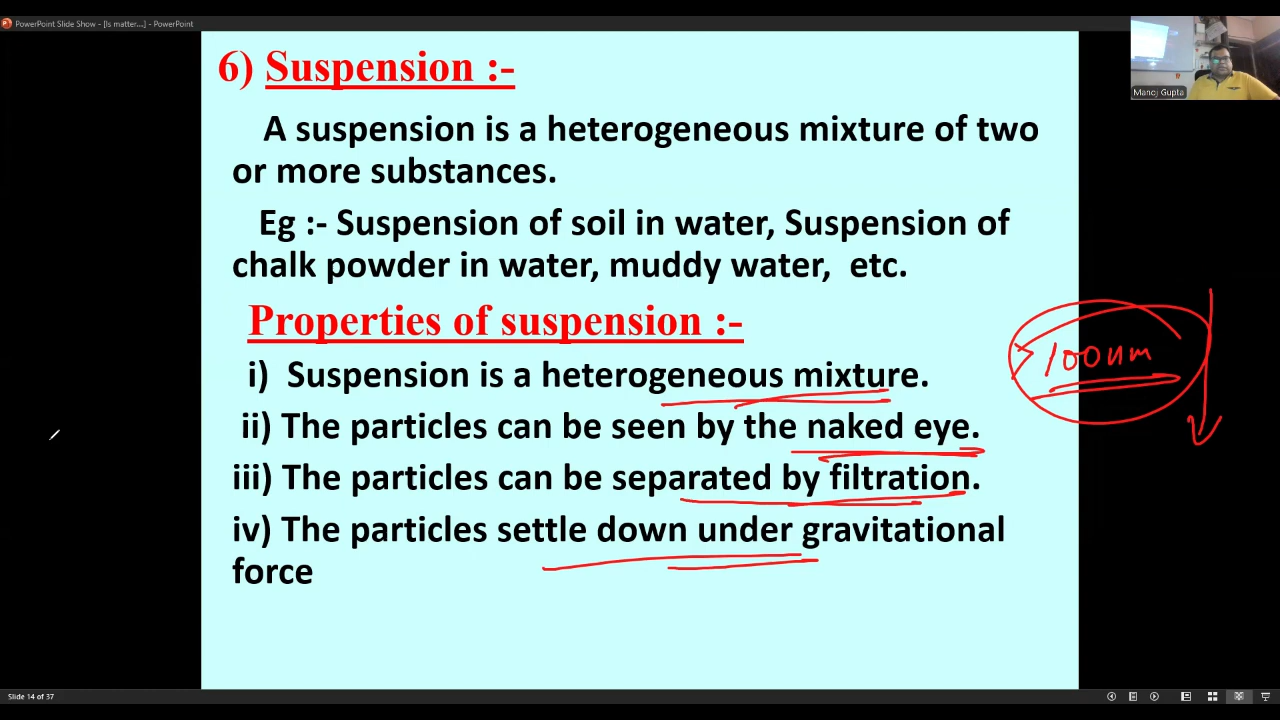 PowerPoint Slide Show - [Is matter...] - PowerPoint
Manoj Gupta
6) Suspension :-
A suspension is a heterogeneous mixture of two
or more substances.
Eg :- Suspension of soil in water, Suspension of
chalk powder in water, muddy water, etc.
Properties of suspension :-
i) Suspension is a heterogeneous mixture.
ii) The particles can be seen by the naked eye.
iii) The particles can be separated by filtration.
iv) The particles settle down under gravitational
force
> 100nm
Slide 14 of 37